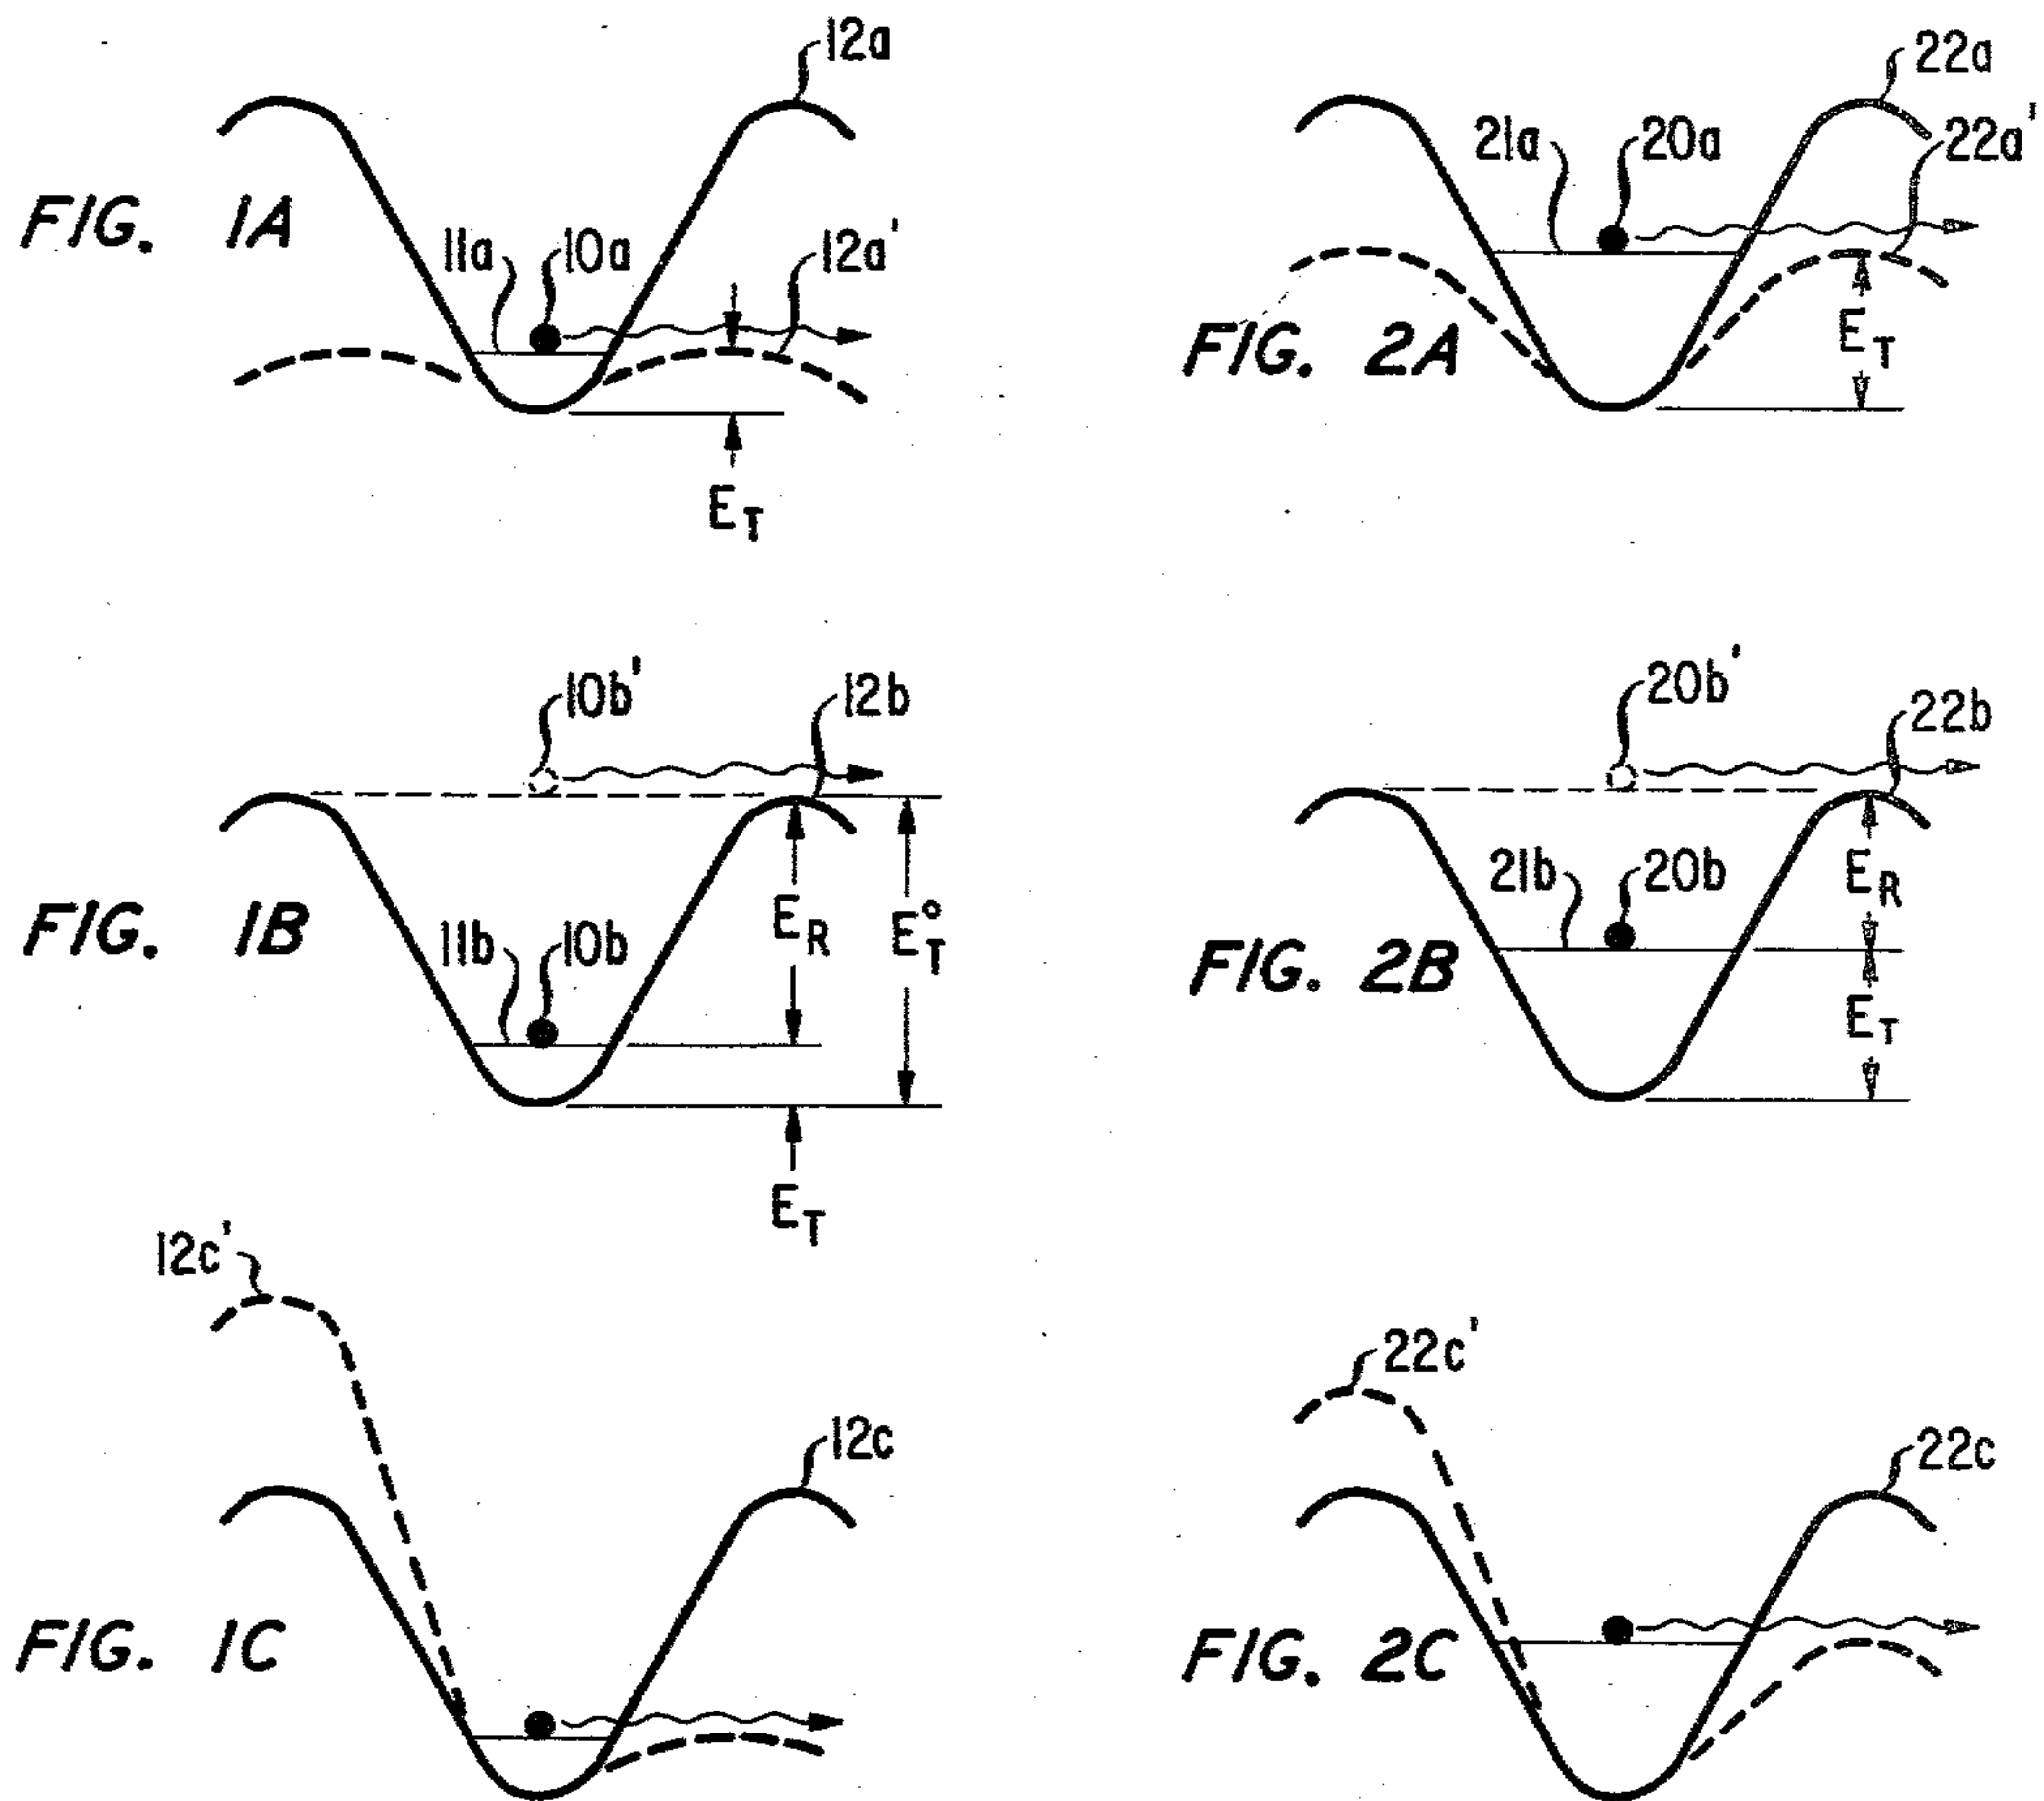 FIG. 1A
12a
11a
10a
12a'
E_T
FIG. 2A
22a
21a
20a
22a'
E_T
FIG. 1B
10b'
12b
11b
10b
E_R
E°_T
E_T
FIG. 2B
20b'
22b
21b
20b
E_R
E_T
FIG. 1C
12c'
12c
FIG. 2C
22c'
22c